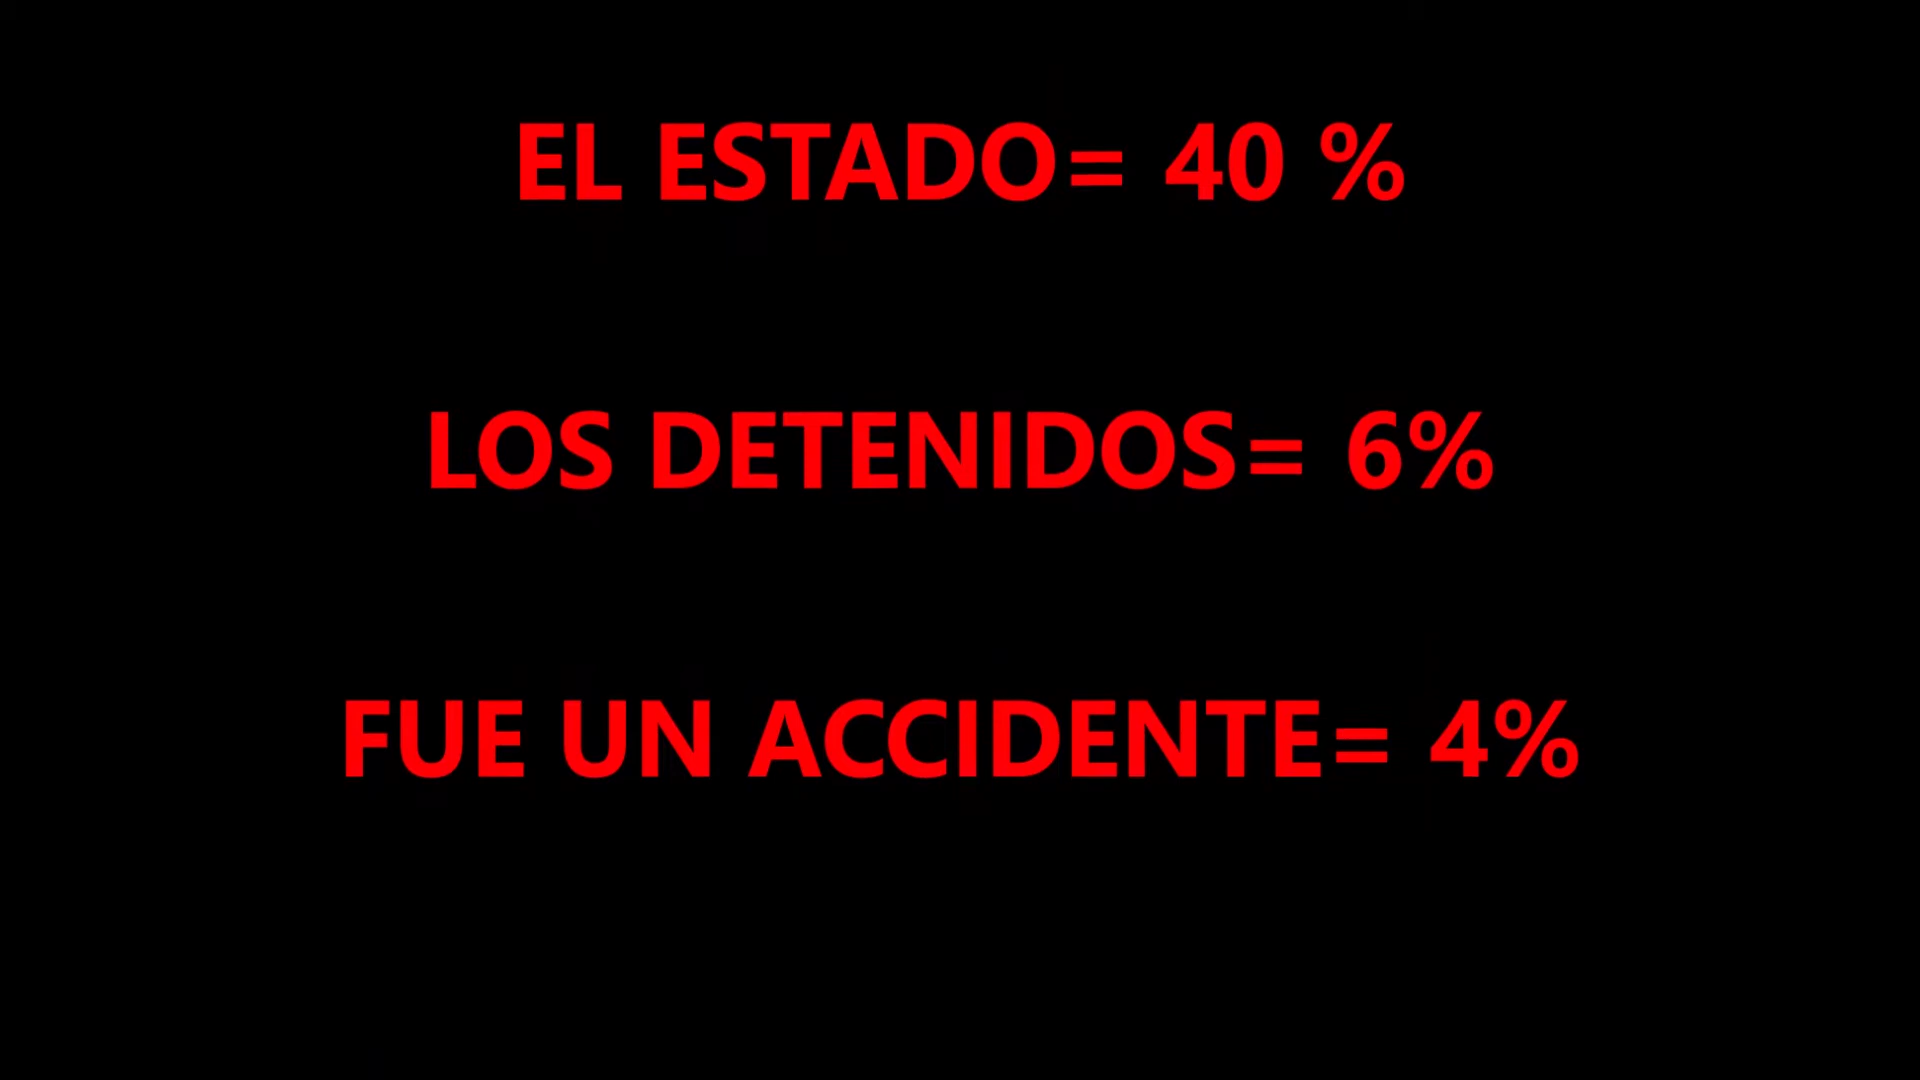 EL ESTADO= 40 %
LOS DETENIDOS= 6%
FUE UN ACCIDENTE= 4%